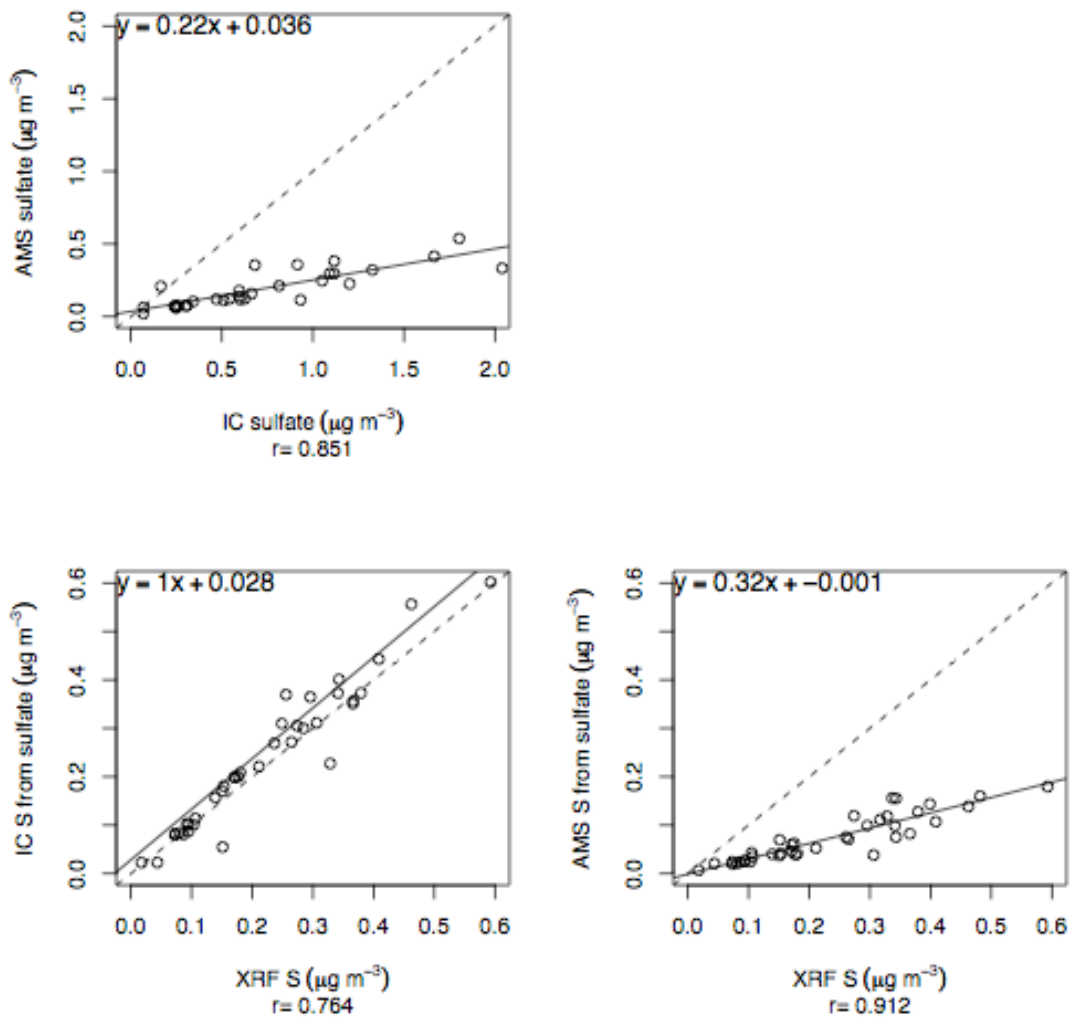 y = 0.22x + 0.036
AMS sulfate (μg m⁻³)
2.0
1.5
1.0
0.5
0.0
0.0 0.5 1.0 1.5 2.0
IC sulfate (μg m⁻³)
r= 0.851
y = 1x + 0.028
IC S from sulfate (μg m⁻³)
0.6
0.4
0.2
0.0
0.0 0.1 0.2 0.3 0.4 0.5 0.6
XRF S (μg m⁻³)
r= 0.764
y = 0.32x + −0.001
AMS S from sulfate (μg m⁻³)
0.6
0.4
0.2
0.0
0.0 0.1 0.2 0.3 0.4 0.5 0.6
XRF S (μg m⁻³)
r= 0.912